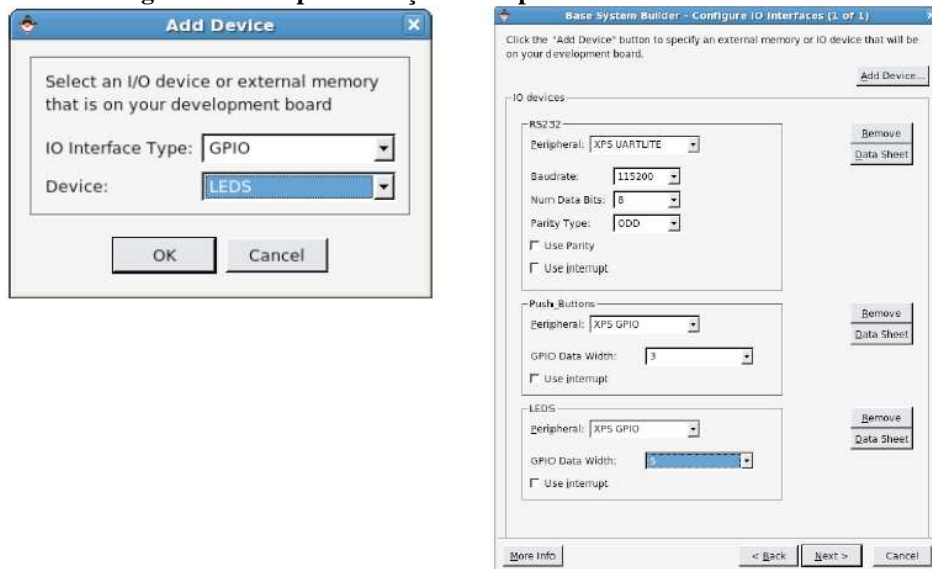 Add Device
Select an I/O device or external memory
that is on your development board
IO Interface Type: GPIO
Device: LEDS
OK Cancel
Base System Builder - Configure IO Interfaces (1 of 1)
Click the "Add Device" button to specify an external memory or IO device that will be
on your development board.
Add Device...
IO devices
RS232
Peripheral: XPS UARTLITE
Remove
Data Sheet
Baudrate: 115200
Num Data Bits: 8
Parity Type: ODD
Use Parity
Use interrupt
Push_Buttons
Peripheral: XPS GPIO
Remove
Data Sheet
GPIO Data Width: 3
Use interrupt
LEDS
Peripheral: XPS GPIO
Remove
Data Sheet
GPIO Data Width:
Use interrupt
More Info < Back Next > Cancel